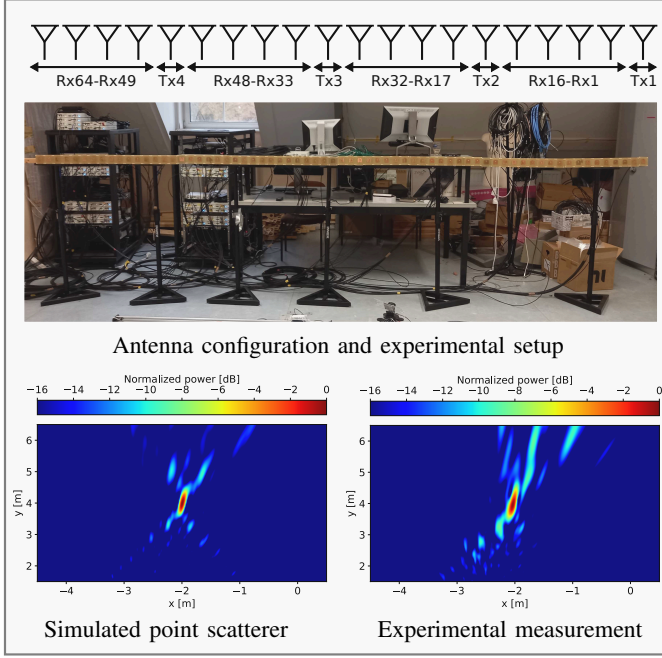 Rx64-Rx49 Tx4 Rx48-Rx33 Tx3 Rx32-Rx17 Tx2 Rx16-Rx1 Tx1
Antenna configuration and experimental setup
Normalized power [dB]
−16 −14 −12 −10 −8 −6 −4 −2 0
6
5
4
3
2
y [m]
−4 −3 −2 −1 0
x [m]
Simulated point scatterer
Normalized power [dB]
−16 −14 −12 −10 −8 −6 −4 −2 0
6
5
4
3
2
y [m]
−4 −3 −2 −1 0
x [m]
Experimental measurement